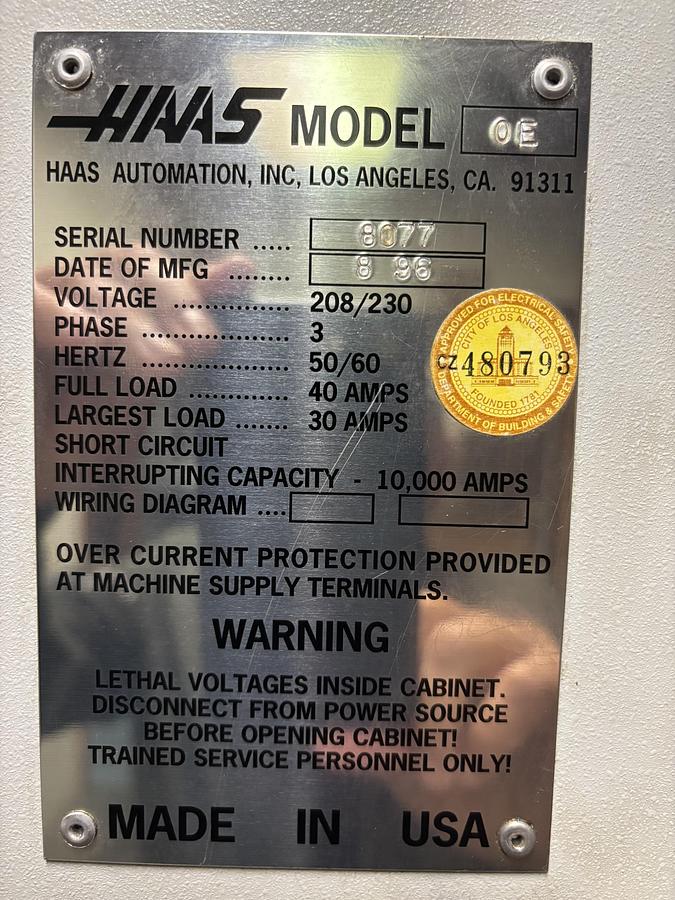 HAAS MODEL 0E
HAAS AUTOMATION, INC, LOS ANGELES, CA. 91311
SERIAL NUMBER ..... 8077
DATE OF MFG ........ 8 96
VOLTAGE ............... 208/230
PHASE ................... 3
HERTZ ................... 50/60
FULL LOAD ............. 40 AMPS
LARGEST LOAD ....... 30 AMPS
SHORT CIRCUIT
INTERRUPTING CAPACITY - 10,000 AMPS
WIRING DIAGRAM ....
APPROVED FOR ELECTRICAL SAFETY
CITY OF LOS ANGELES
CZ480793
FOUNDED 1781
DEPARTMENT OF BUILDING & SAFETY
OVER CURRENT PROTECTION PROVIDED
AT MACHINE SUPPLY TERMINALS.
WARNING
LETHAL VOLTAGES INSIDE CABINET.
DISCONNECT FROM POWER SOURCE
BEFORE OPENING CABINET!
TRAINED SERVICE PERSONNEL ONLY!
MADE IN USA